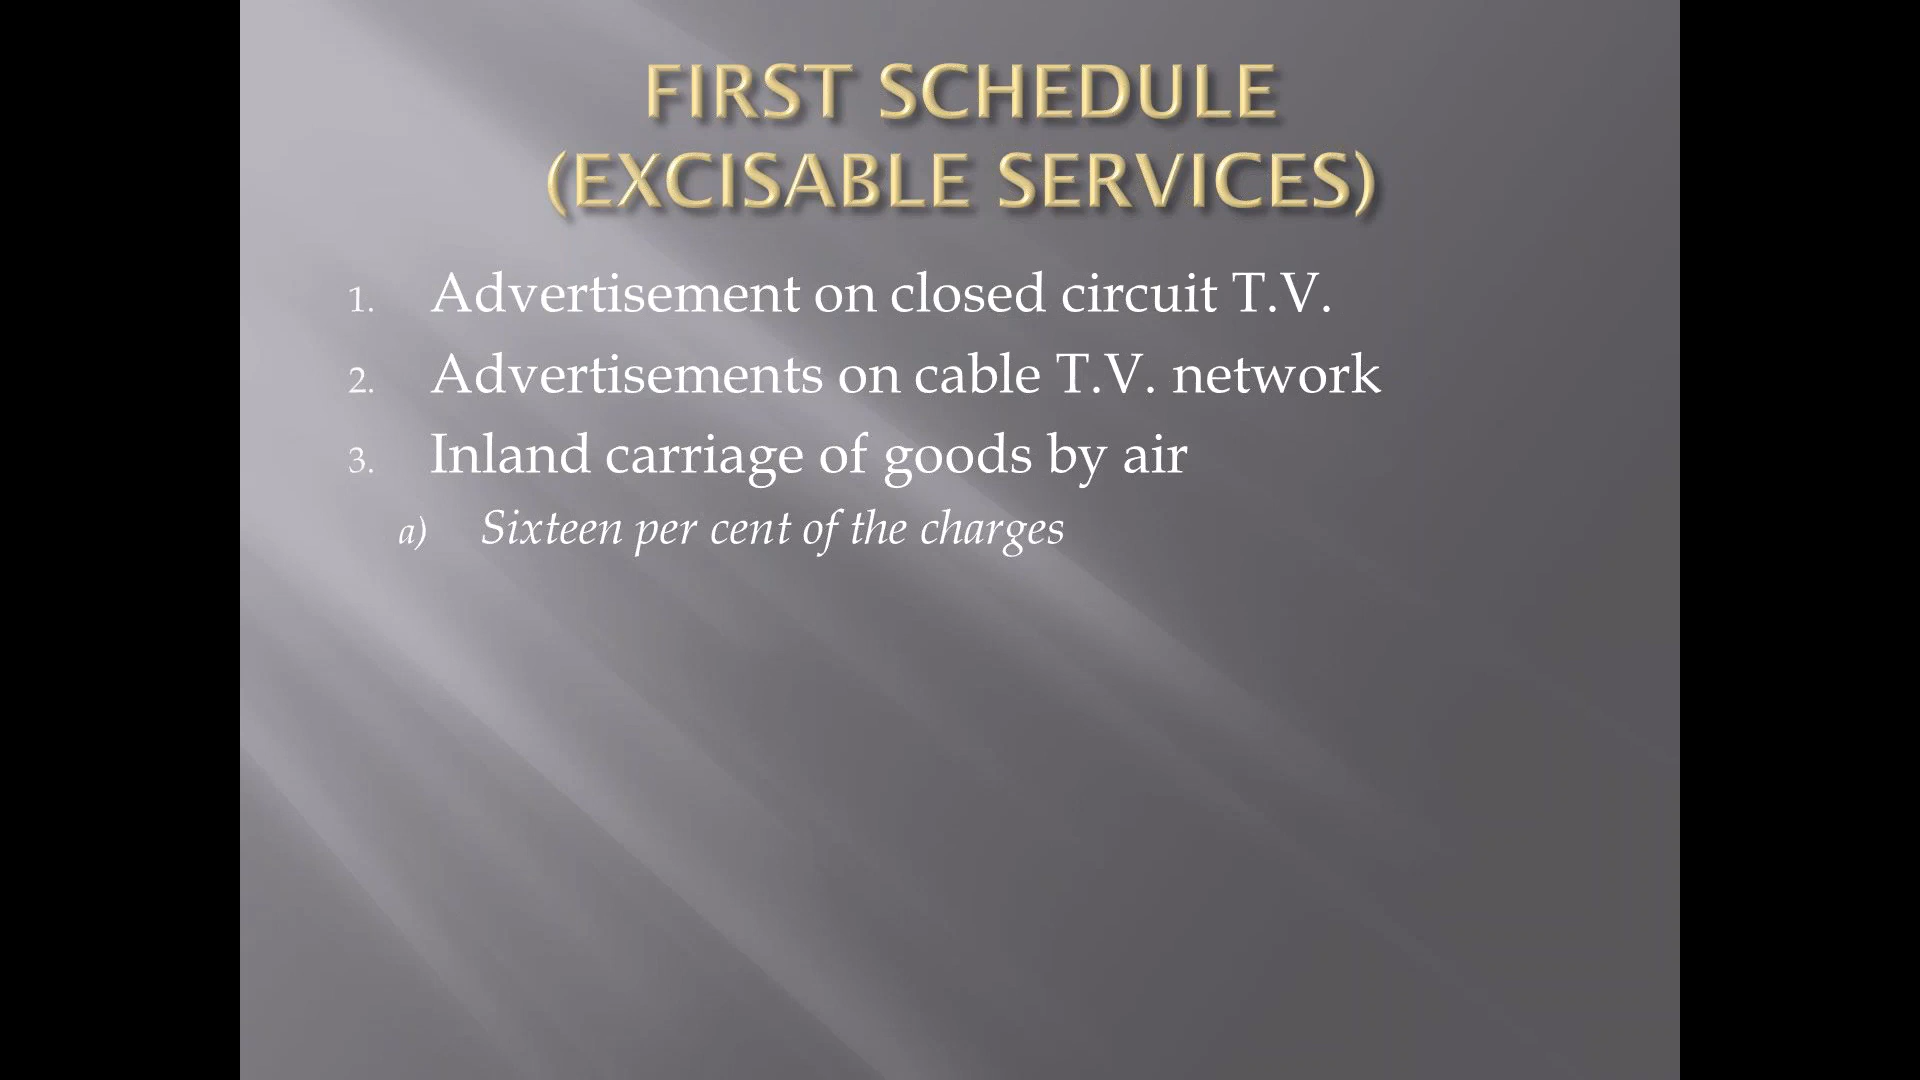 FIRST SCHEDULE
(EXCISABLE SERVICES)
1. Advertisement on closed circuit T.V.
2. Advertisements on cable T.V. network
3. Inland carriage of goods by air
a) Sixteen per cent of the charges